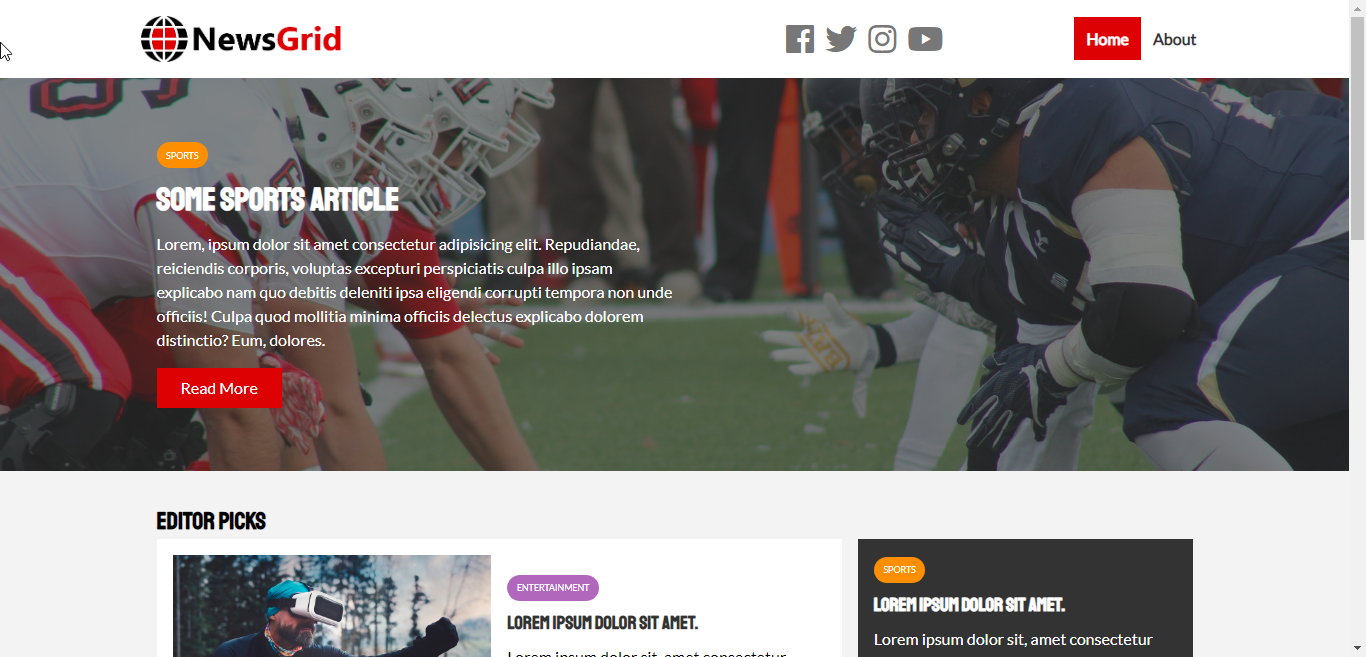 NewsGrid
Home
About
SPORTS
SOME SPORTS ARTICLE
Lorem, ipsum dolor sit amet consectetur adipisicing elit. Repudiandae,
reiciendis corporis, voluptas excepturi perspiciatis culpa illo ipsam
explicabo nam quo debitis deleniti ipsa eligendi corrupti tempora non unde
officiis! Culpa quod mollitia minima officiis delectus explicabo dolorem
distinctio? Eum, dolores.
Read More
EDITOR PICKS
ENTERTAINMENT
LOREM IPSUM DOLOR SIT AMET.
Lorem ipsum dolor sit, amet consectetur
SPORTS
LOREM IPSUM DOLOR SIT AMET.
Lorem ipsum dolor sit, amet consectetur